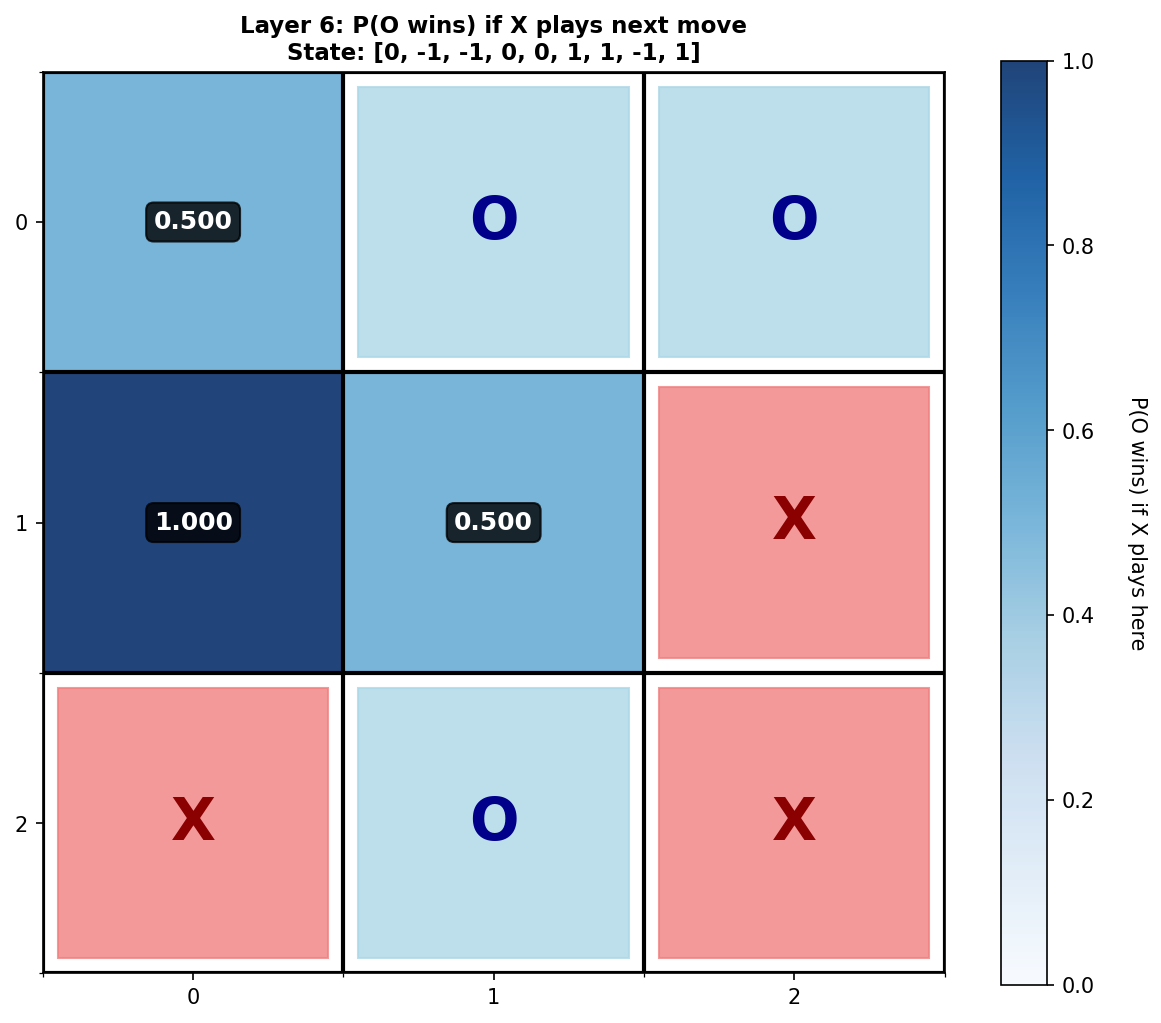 Layer 6: P(O wins) if X plays next move
State: [0, -1, -1, 0, 0, 1, 1, -1, 1]
0
0.500
O
O
1
1.000
0.500
X
2
X
O
X
0
1
2
1.0
0.8
0.6
0.4
0.2
0.0
P(O wins) if X plays here